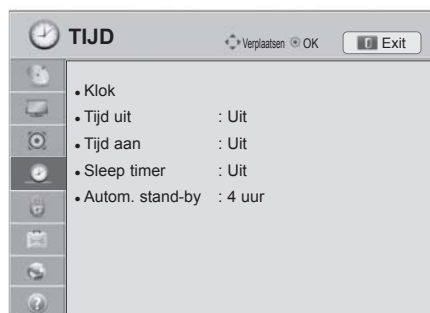 TIJD Verplaatsen OK Exit
• Klok
• Tijd uit : Uit
• Tijd aan : Uit
• Sleep timer : Uit
• Autom. stand-by : 4 uur
?